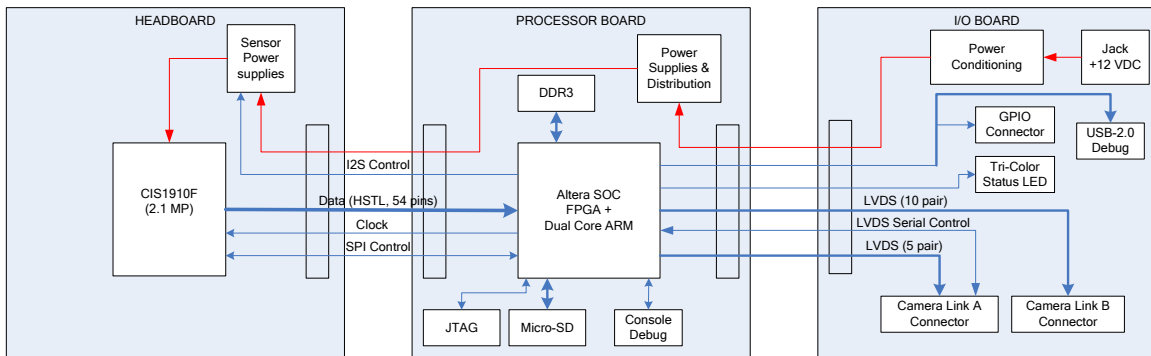 HEADBOARD
Sensor
Power
supplies
CIS1910F
(2.1 MP)
I2S Control
Data (HSTL, 54 pins)
Clock
SPI Control
PROCESSOR BOARD
Power
Supplies &
Distribution
DDR3
Altera SOC
FPGA +
Dual Core ARM
JTAG
Micro-SD
Console
Debug
I/O BOARD
Power
Conditioning
Jack
+12 VDC
GPIO
Connector
USB-2.0
Debug
Tri-Color
Status LED
LVDS (10 pair)
LVDS Serial Control
LVDS (5 pair)
Camera Link A
Connector
Camera Link B
Connector